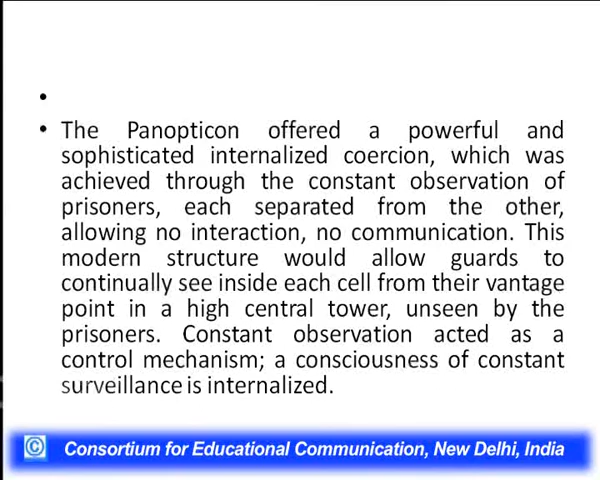 •
• The Panopticon offered a powerful and
sophisticated internalized coercion, which was
achieved through the constant observation of
prisoners, each separated from the other,
allowing no interaction, no communication. This
modern structure would allow guards to
continually see inside each cell from their vantage
point in a high central tower, unseen by the
prisoners. Constant observation acted as a
control mechanism; a consciousness of constant
surveillance is internalized.
© Consortium for Educational Communication, New Delhi, India